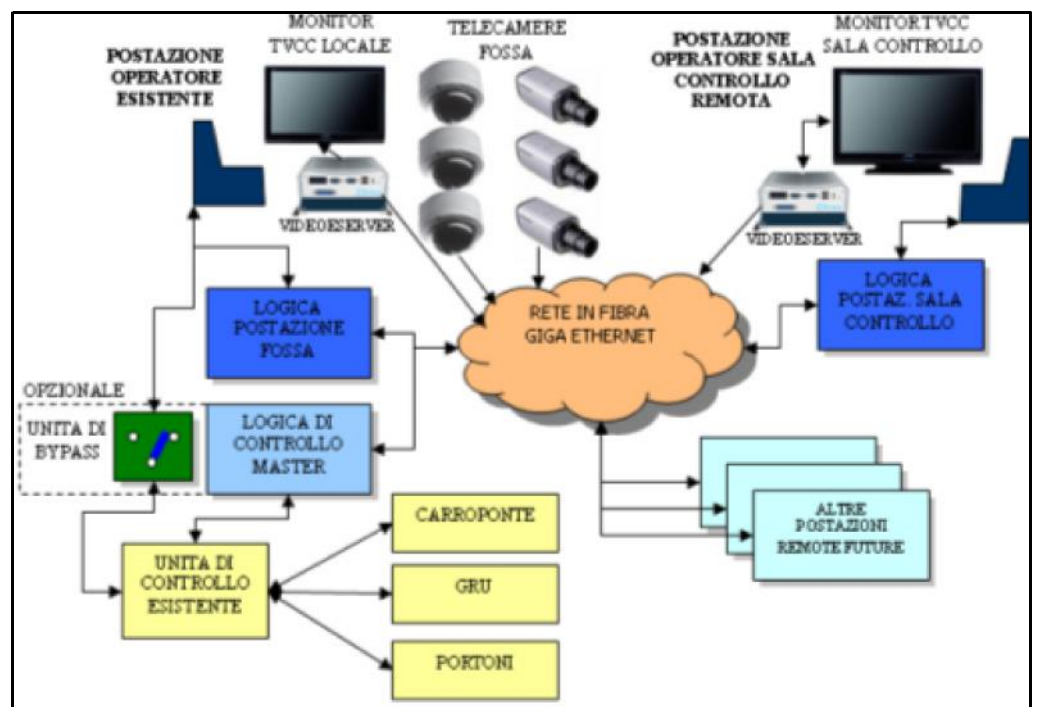 MONITOR
TVCC LOCALE
TELECAMERE
FOSSA
MONITOR TVCC
SALA CONTROLLO
POSTAZIONE
OPERATORE
ESISTENTE
POSTAZIONE
OPERATORE SALA
CONTROLLO
REMOTA
VIDEOESERVER
VIDEOESERVER
LOGICA
POSTAZIONE
FOSSA
RETE IN FIBRA
GIGA ETHERNET
LOGICA
POSTAZ. SALA
CONTROLLO
OPZIONALE
UNITA DI
BYPASS
LOGICA DI
CONTROLLO
MASTER
CARROPONTE
ALTRE
POSTAZIONI
REMOTE FUTURE
UNITA DI
CONTROLLO
ESISTENTE
GRU
PORTONI